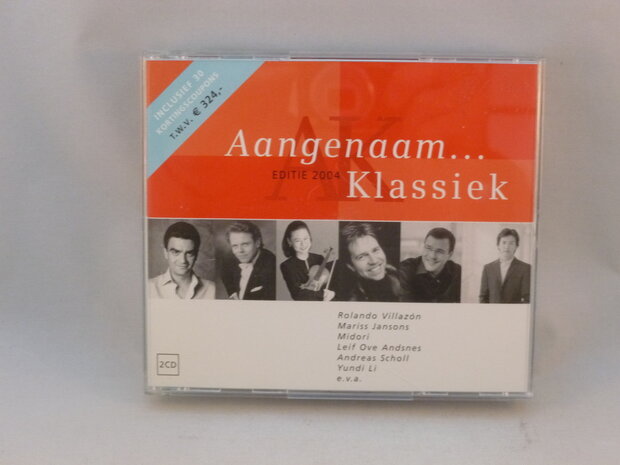 INCLUSIEF 30
KORTINGSCOUPONS
T.W.V. € 324,-
AK
Aangenaam...
EDITIE 2004
Klassiek
Rolando Villazón
Mariss Jansons
Midori
Leif Ove Andsnes
Andreas Scholl
Yundi Li
e.v.a.
2CD